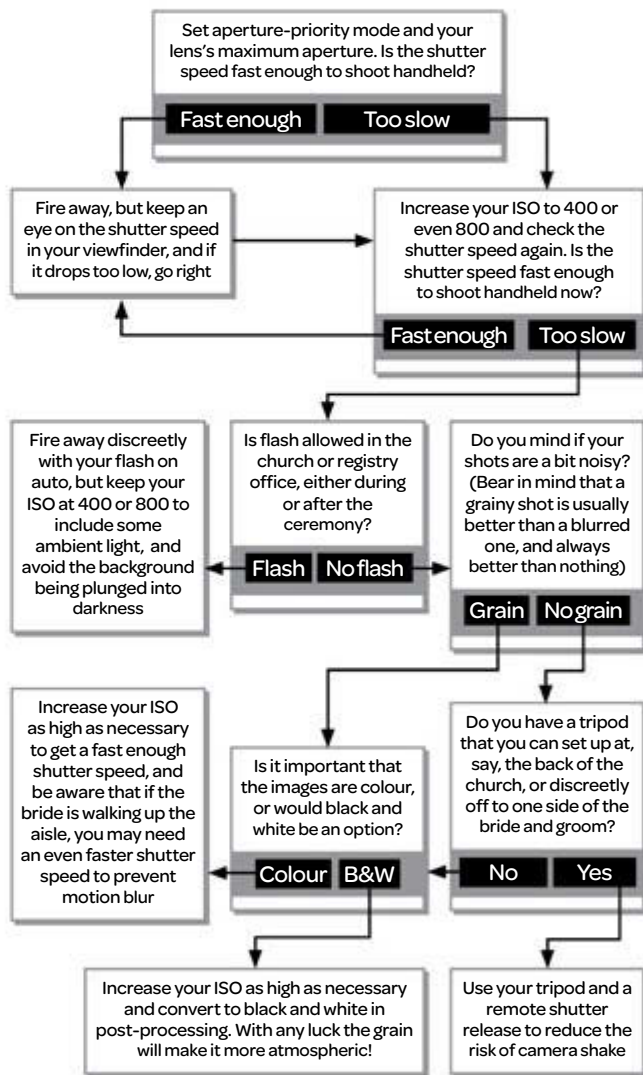 Set aperture-priority mode and your
lens's maximum aperture. Is the shutter
speed fast enough to shoot handheld?
Fast enough
Too slow
Fire away, but keep an
eye on the shutter speed
in your viewfinder, and if
it drops too low, go right
Increase your ISO to 400 or
even 800 and check the
shutter speed again. Is the
shutter speed fast enough
to shoot handheld now?
Fast enough
Too slow
Fire away discreetly
with your flash on
auto, but keep your
ISO at 400 or 800 to
include some
ambient light, and
avoid the background
being plunged into
darkness
Is flash allowed in the
church or registry
office, either during
or after the
ceremony?
Flash
No flash
Do you mind if your
shots are a bit noisy?
(Bear in mind that a
grainy shot is usually
better than a blurred
one, and always
better than nothing)
Grain
No grain
Increase your ISO
as high as necessary
to get a fast enough
shutter speed, and
be aware that if the
bride is walking up the
aisle, you may need
an even faster shutter
speed to prevent
motion blur
Is it important that
the images are colour,
or would black and
white be an option?
Colour
B&W
Do you have a tripod
that you can set up at,
say, the back of the
church, or discreetly
off to one side of the
bride and groom?
No
Yes
Increase your ISO as high as necessary
and convert to black and white in
post-processing. With any luck the grain
will make it more atmospheric!
Use your tripod and a
remote shutter
release to reduce the
risk of camera shake